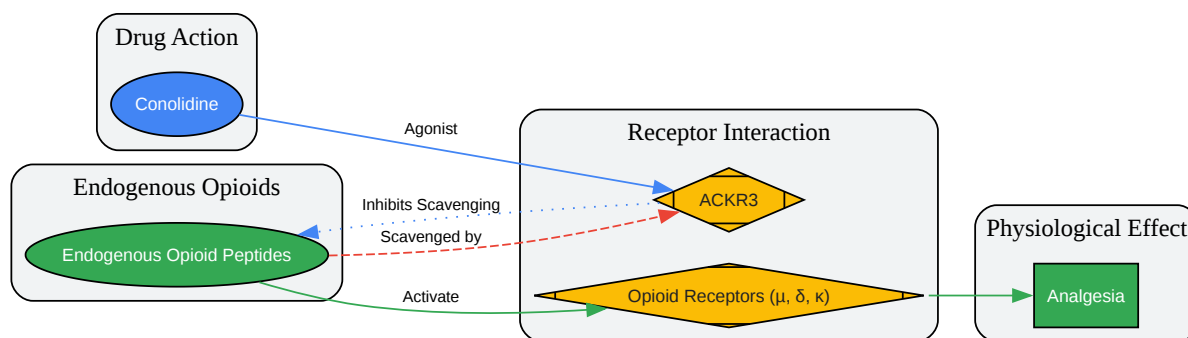 Drug Action
Conolidine
Agonist
Receptor Interaction
ACKR3
Endogenous Opioids
Inhibits Scavenging
Scavenged by
Endogenous Opioid Peptides
Activate
Opioid Receptors (μ, δ, κ)
Physiological Effect
Analgesia